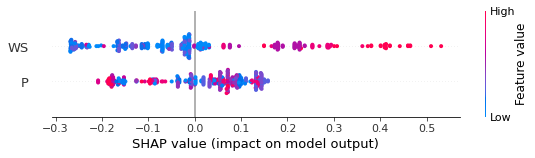 High
WS
P
Feature value
Low
−0.3 −0.2 −0.1 0.0 0.1 0.2 0.3 0.4 0.5
SHAP value (impact on model output)